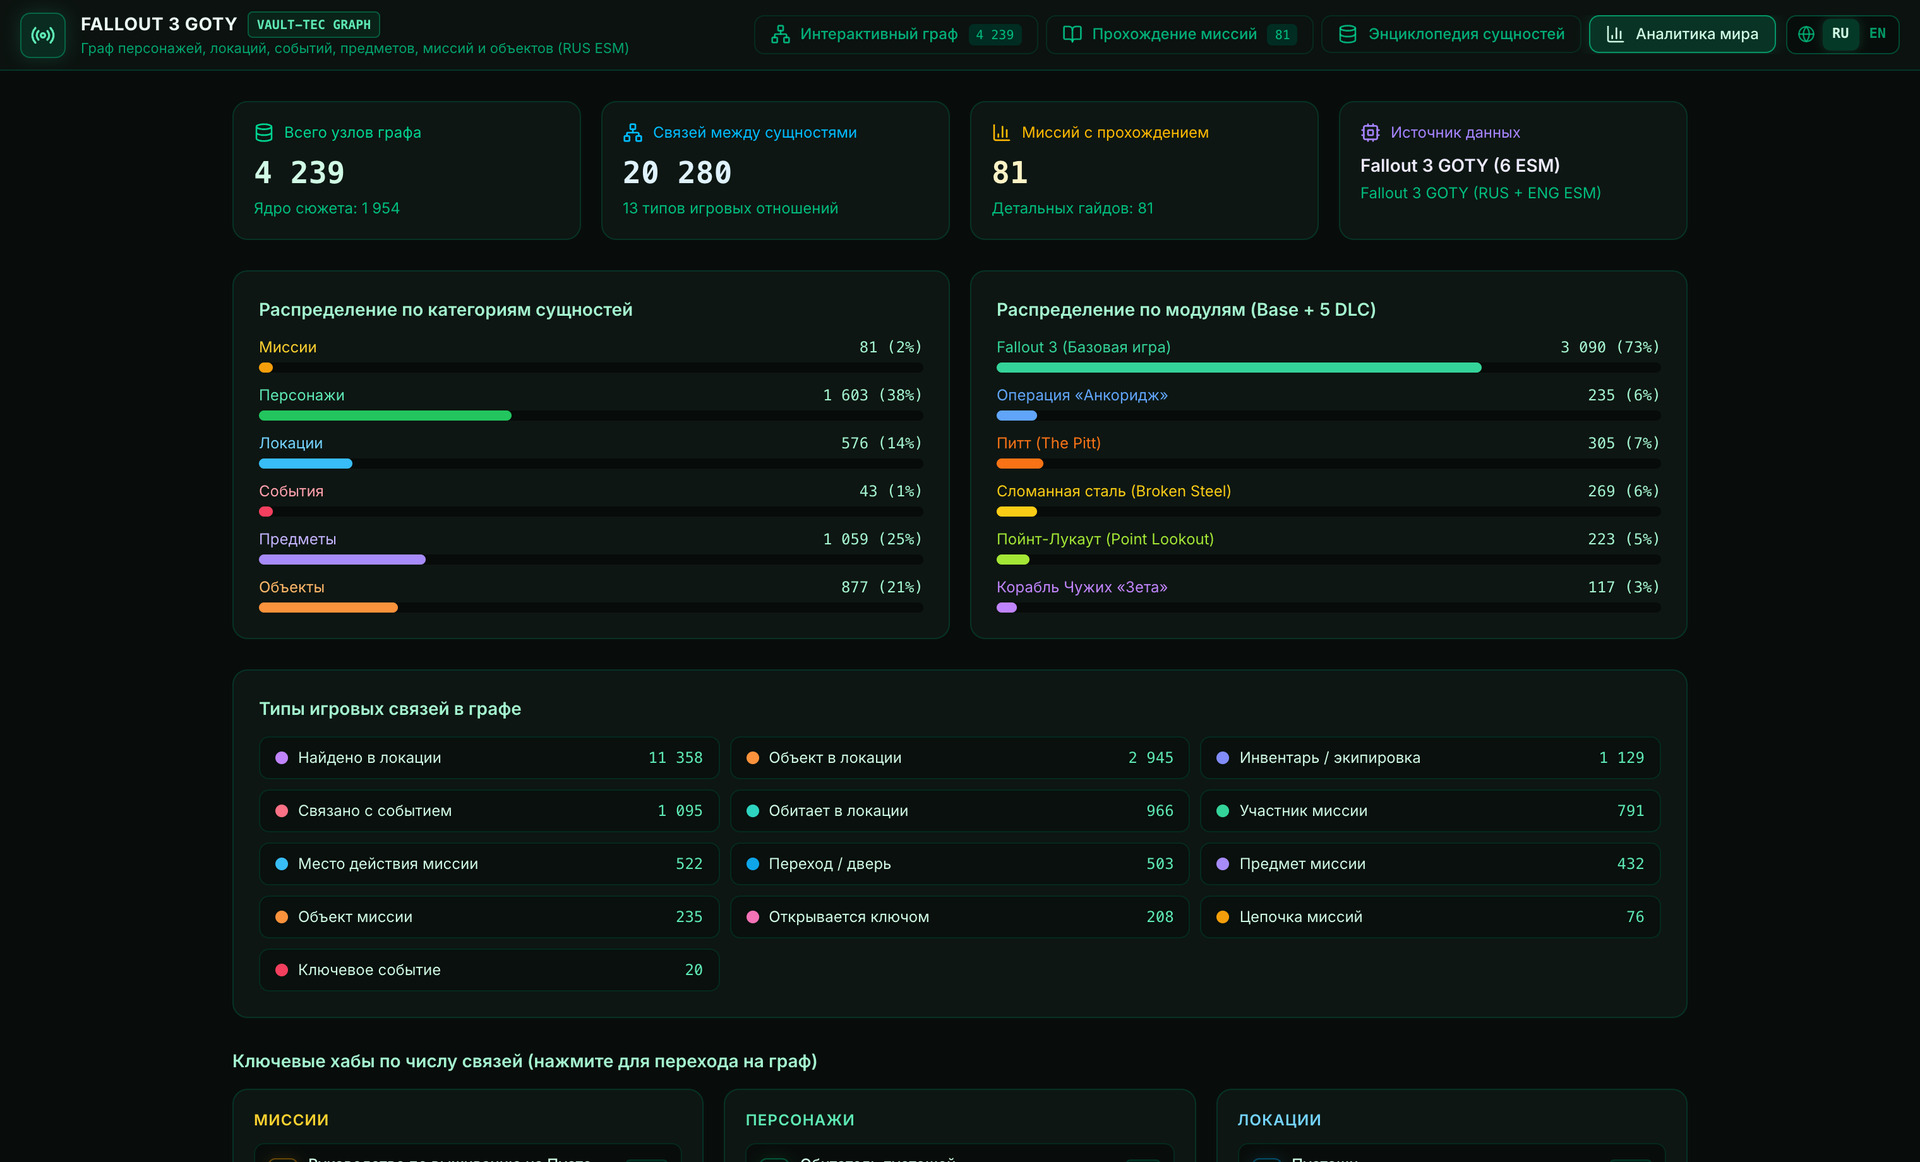 FALLOUT 3 GOTY
VAULT-TEC GRAPH
Граф персонажей, локаций, событий, предметов, миссий и объектов (RUS ESM)
Интерактивный граф 4 239
Прохождение миссий 81
Энциклопедия сущностей
Аналитика мира
RU EN
Всего узлов графа
4 239
Ядро сюжета: 1 954
Связей между сущностями
20 280
13 типов игровых отношений
Миссий с прохождением
81
Детальных гайдов: 81
Источник данных
Fallout 3 GOTY (6 ESM)
Fallout 3 GOTY (RUS + ENG ESM)
Распределение по категориям сущностей
Миссии 81 (2%)
Персонажи 1 603 (38%)
Локации 576 (14%)
События 43 (1%)
Предметы 1 059 (25%)
Объекты 877 (21%)
Распределение по модулям (Base + 5 DLC)
Fallout 3 (Базовая игра) 3 090 (73%)
Операция «Анкоридж» 235 (6%)
Питт (The Pitt) 305 (7%)
Сломанная сталь (Broken Steel) 269 (6%)
Пойнт-Лукаут (Point Lookout) 223 (5%)
Корабль Чужих «Зета» 117 (3%)
Типы игровых связей в графе
Найдено в локации 11 358
Объект в локации 2 945
Инвентарь / экипировка 1 129
Связано с событием 1 095
Обитает в локации 966
Участник миссии 791
Место действия миссии 522
Переход / дверь 503
Предмет миссии 432
Объект миссии 235
Открывается ключом 208
Цепочка миссий 76
Ключевое событие 20
Ключевые хабы по числу связей (нажмите для перехода на граф)
МИССИИ
ПЕРСОНАЖИ
ЛОКАЦИИ